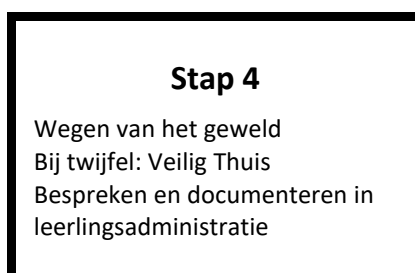 Stap 4
Wegen van het geweld
Bij twijfel: Veilig Thuis
Bespreken en documenteren in
leerlingsadministratie